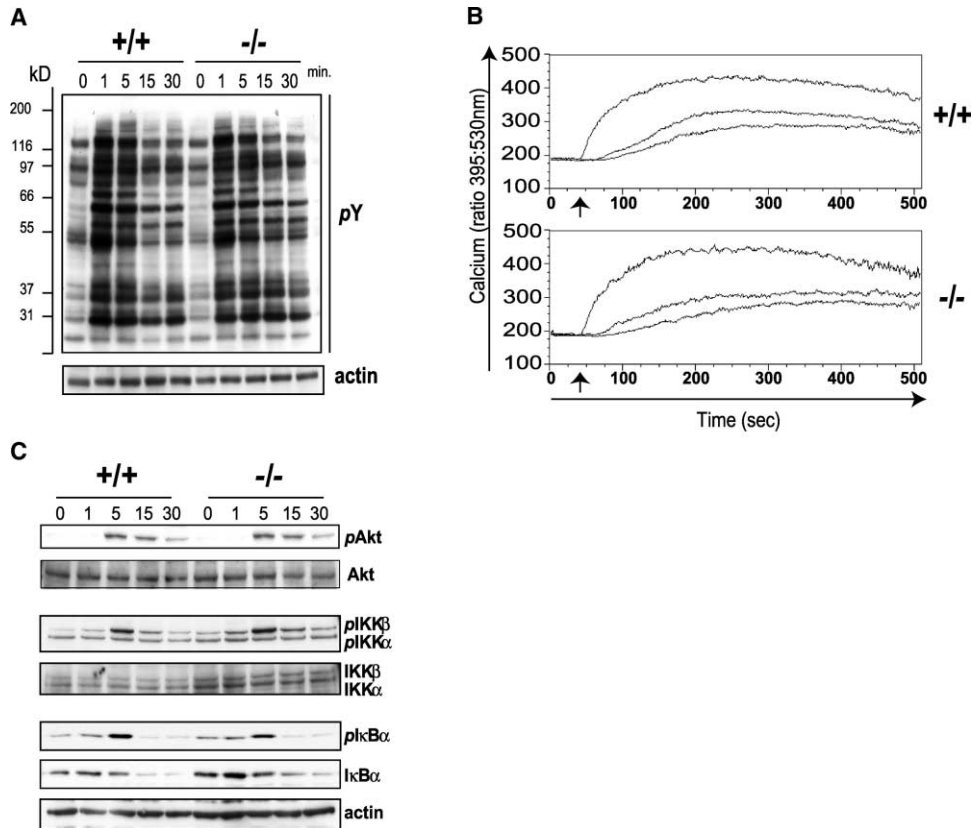 A
+/+ -/-
kD 0 1 5 15 30 0 1 5 15 30 min.
200
116
97
66
55
37
31
pY
actin
B
Calcium (ratio 395:530nm)
500
400
300
200
100
0 100 200 300 400 500
+/+
500
400
300
200
100
0 100 200 300 400 500
-/-
Time (sec)
C
+/+ -/-
0 1 5 15 30 0 1 5 15 30
pAkt
Akt
pIKKβ
pIKKα
IKKβ
IKKα
pIκBα
IκBα
actin